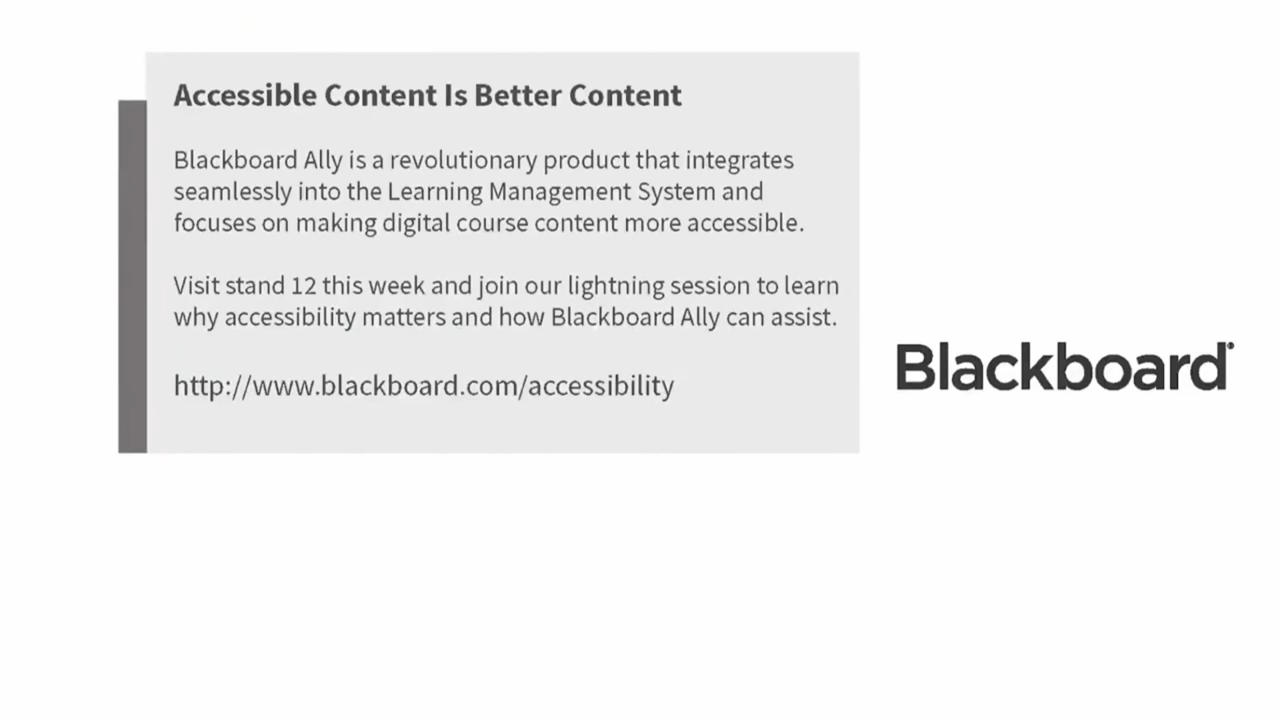 Accessible Content Is Better Content
Blackboard Ally is a revolutionary product that integrates
seamlessly into the Learning Management System and
focuses on making digital course content more accessible.
Visit stand 12 this week and join our lightning session to learn
why accessibility matters and how Blackboard Ally can assist.
http://www.blackboard.com/accessibility
Blackboard